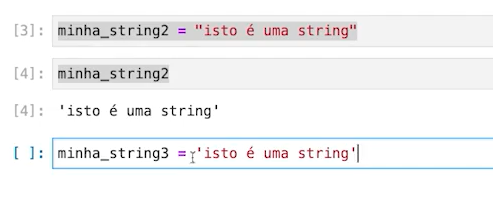 [3]: minha_string2 = "isto é uma string"
[4]: minha_string2
[4]: 'isto é uma string'
[ ]: minha_string3 = 'isto é uma string'